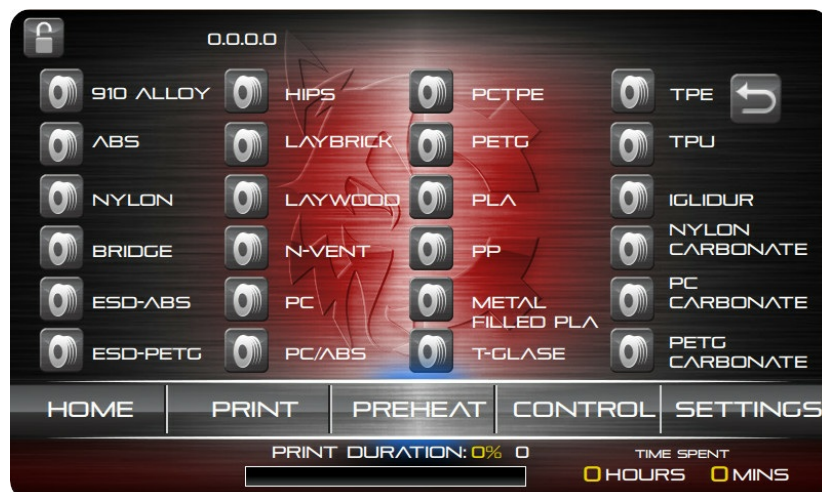 0.0.0.0
910 ALLOY
HIPS
PCTPE
TPE
ABS
LAYBRICK
PETG
TPU
NYLON
LAYWOOD
PLA
IGLIDUR
BRIDGE
N-VENT
PP
NYLON
CARBONATE
ESD-ABS
PC
METAL
FILLED PLA
PC
CARBONATE
ESD-PETG
PC/ABS
T-GLASE
PETG
CARBONATE
HOME
PRINT
PREHEAT
CONTROL
SETTINGS
PRINT DURATION: 0% 0
TIME SPENT
0 HOURS 0 MINS